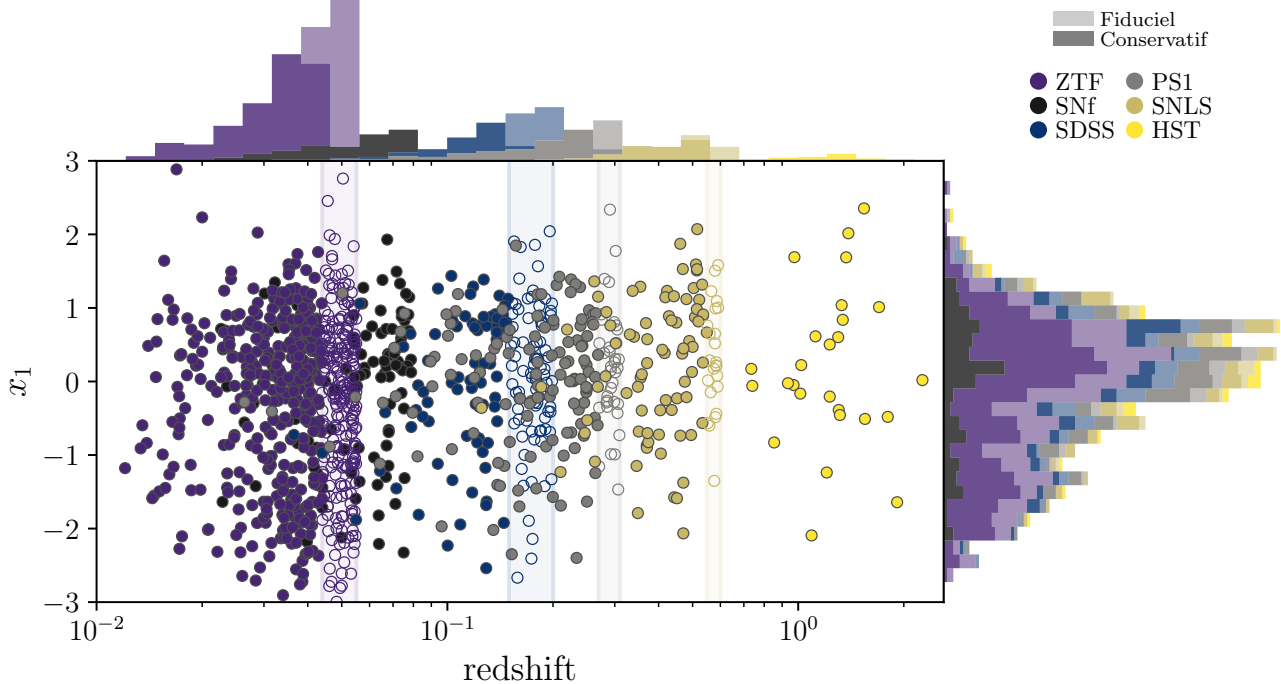 Fiduciel
Conservatif
ZTF PS1
SNf SNLS
SDSS HST
3
2
1
0
−1
−2
−3
x₁
10⁻² 10⁻¹ 10⁰
redshift